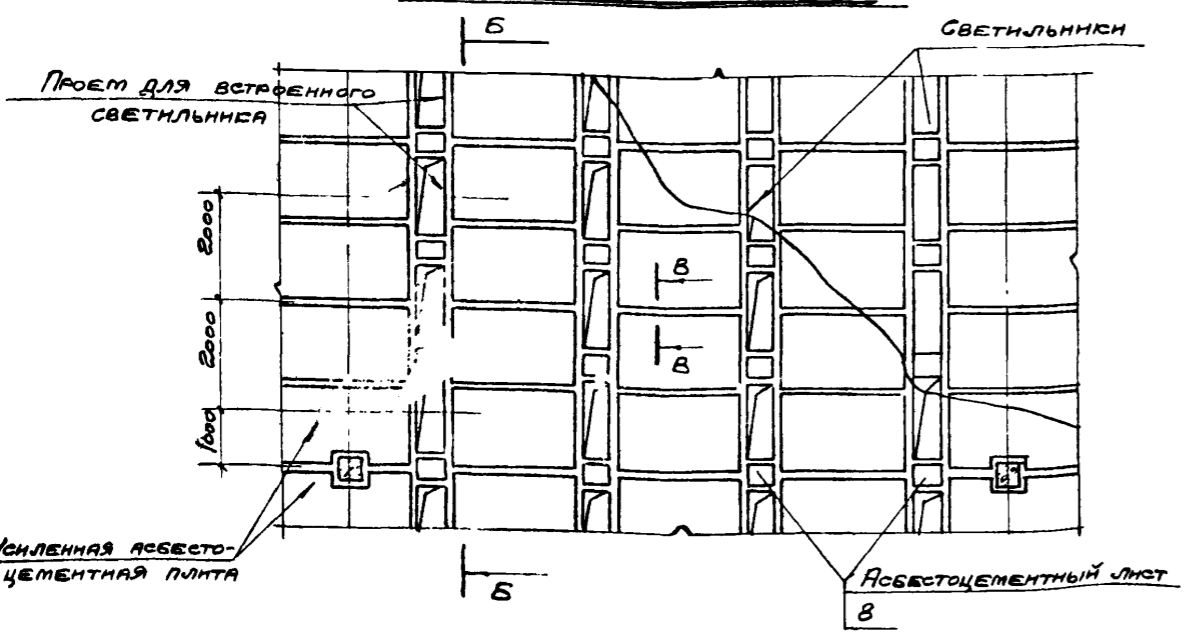 Б
Светильники
Проем для встроенного
светильника
2000
В
2000
В
1000
Усиленная асбесто-
цементная плита
Б
Асбестоцементный лист
8